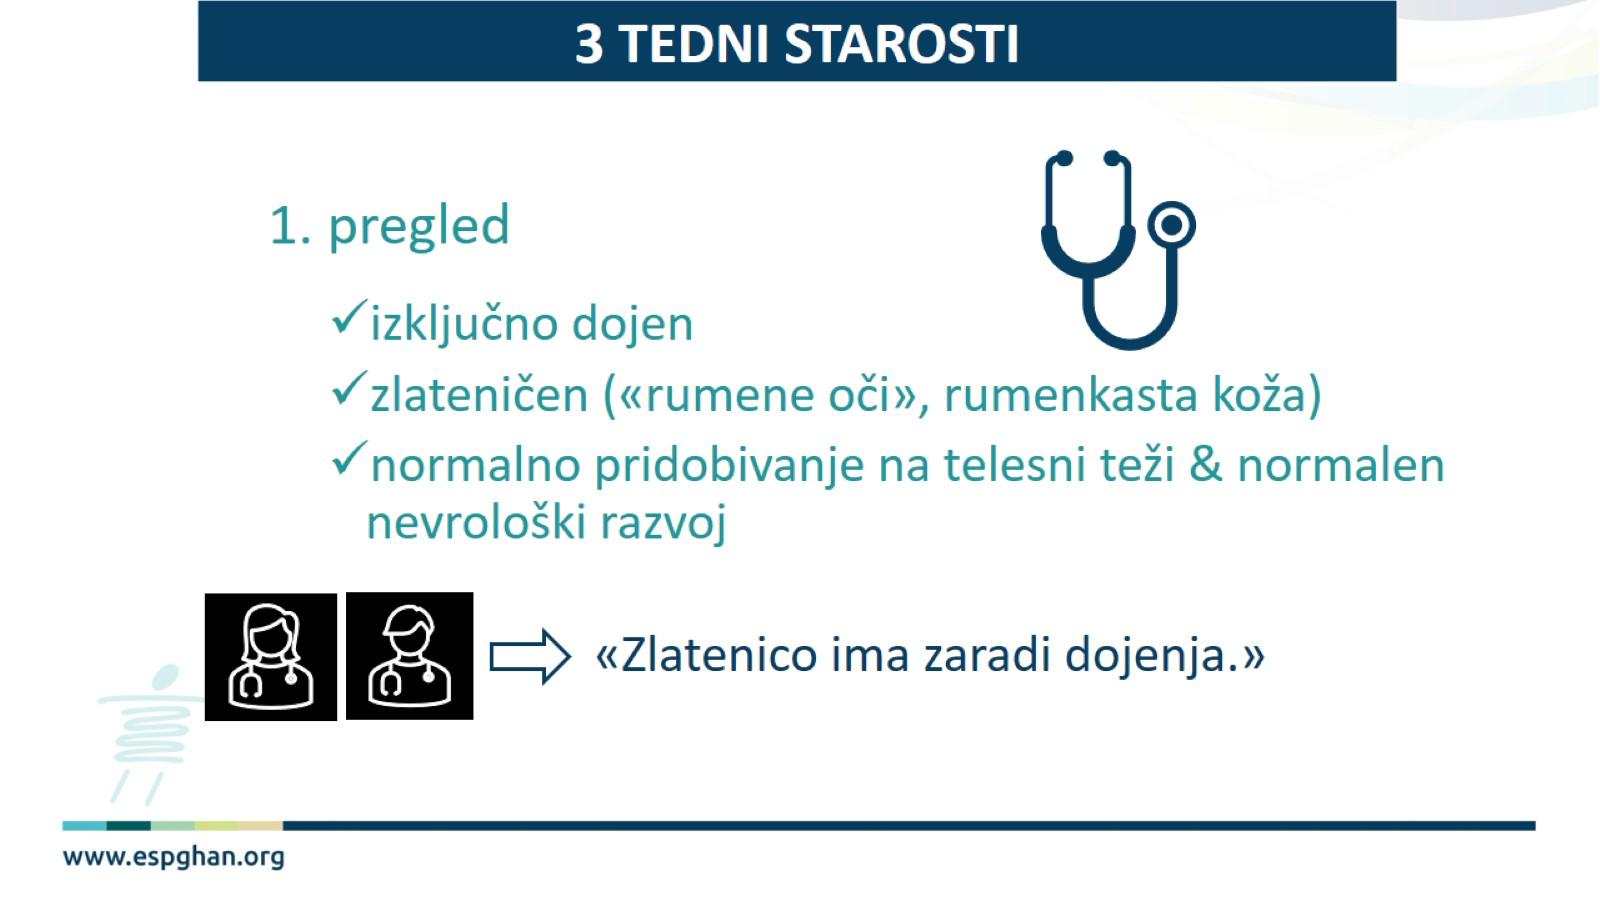 3 TEDNI STAROSTI
1. pregled
✓izključno dojen
✓zlateničen («rumene oči», rumenkasta koža)
✓normalno pridobivanje na telesni teži & normalen
nevrološki razvoj
«Zlatenico ima zaradi dojenja.»
www.espghan.org